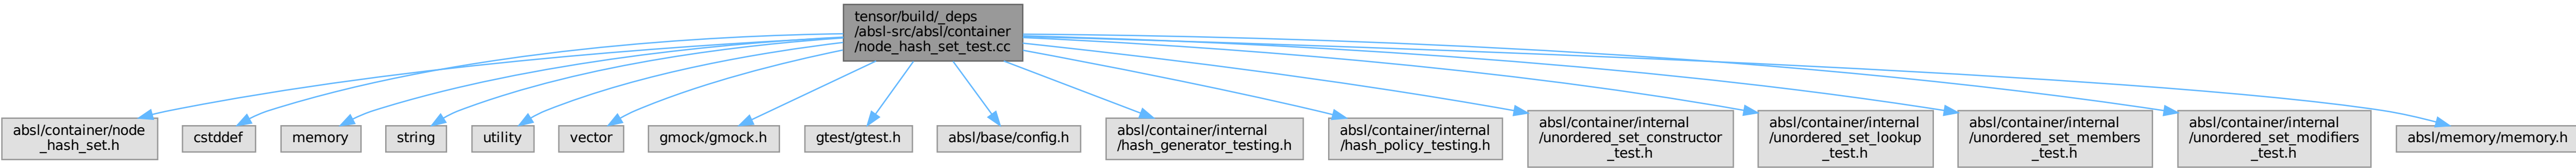 tensor/build/_deps
/absl-src/absl/container
/node_hash_set_test.cc
absl/container/node
_hash_set.h
cstddef
memory
string
utility
vector
gmock/gmock.h
gtest/gtest.h
absl/base/config.h
absl/container/internal
/hash_generator_testing.h
absl/container/internal
/hash_policy_testing.h
absl/container/internal
/unordered_set_constructor
_test.h
absl/container/internal
/unordered_set_lookup
_test.h
absl/container/internal
/unordered_set_members
_test.h
absl/container/internal
/unordered_set_modifiers
_test.h
absl/memory/memory.h